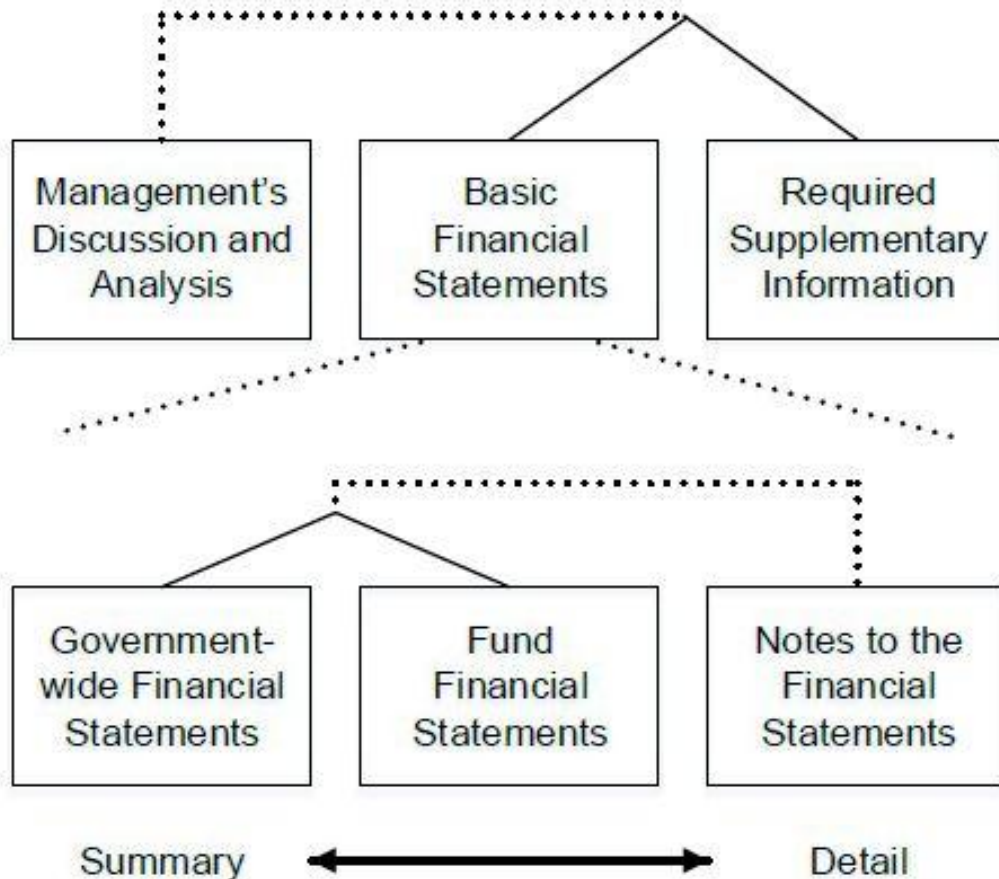 Management's
Discussion and
Analysis
Basic
Financial
Statements
Required
Supplementary
Information
Government-
wide Financial
Statements
Fund
Financial
Statements
Notes to the
Financial
Statements
Summary
Detail